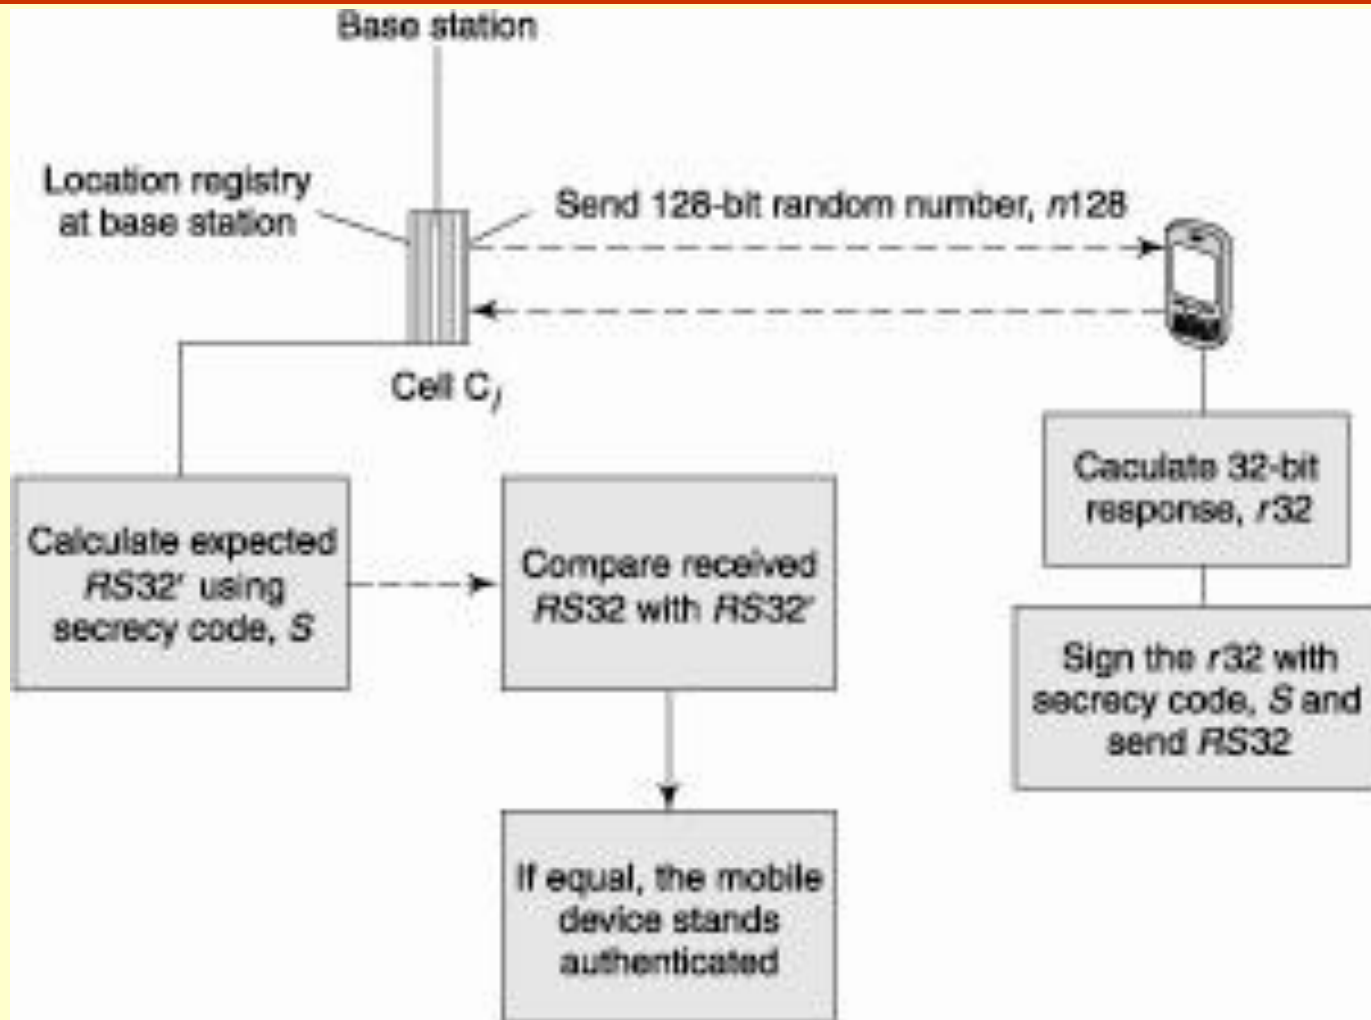 Base station
Location registry
at base station
Send 128-bit random number, n128
Cell Cj
Caculate 32-bit
response, r32
Calculate expected
RS32' using
secrecy code, S
Compare received
RS32 with RS32'
Sign the r32 with
secrecy code, S and
send RS32
If equal, the mobile
device stands
authenticated